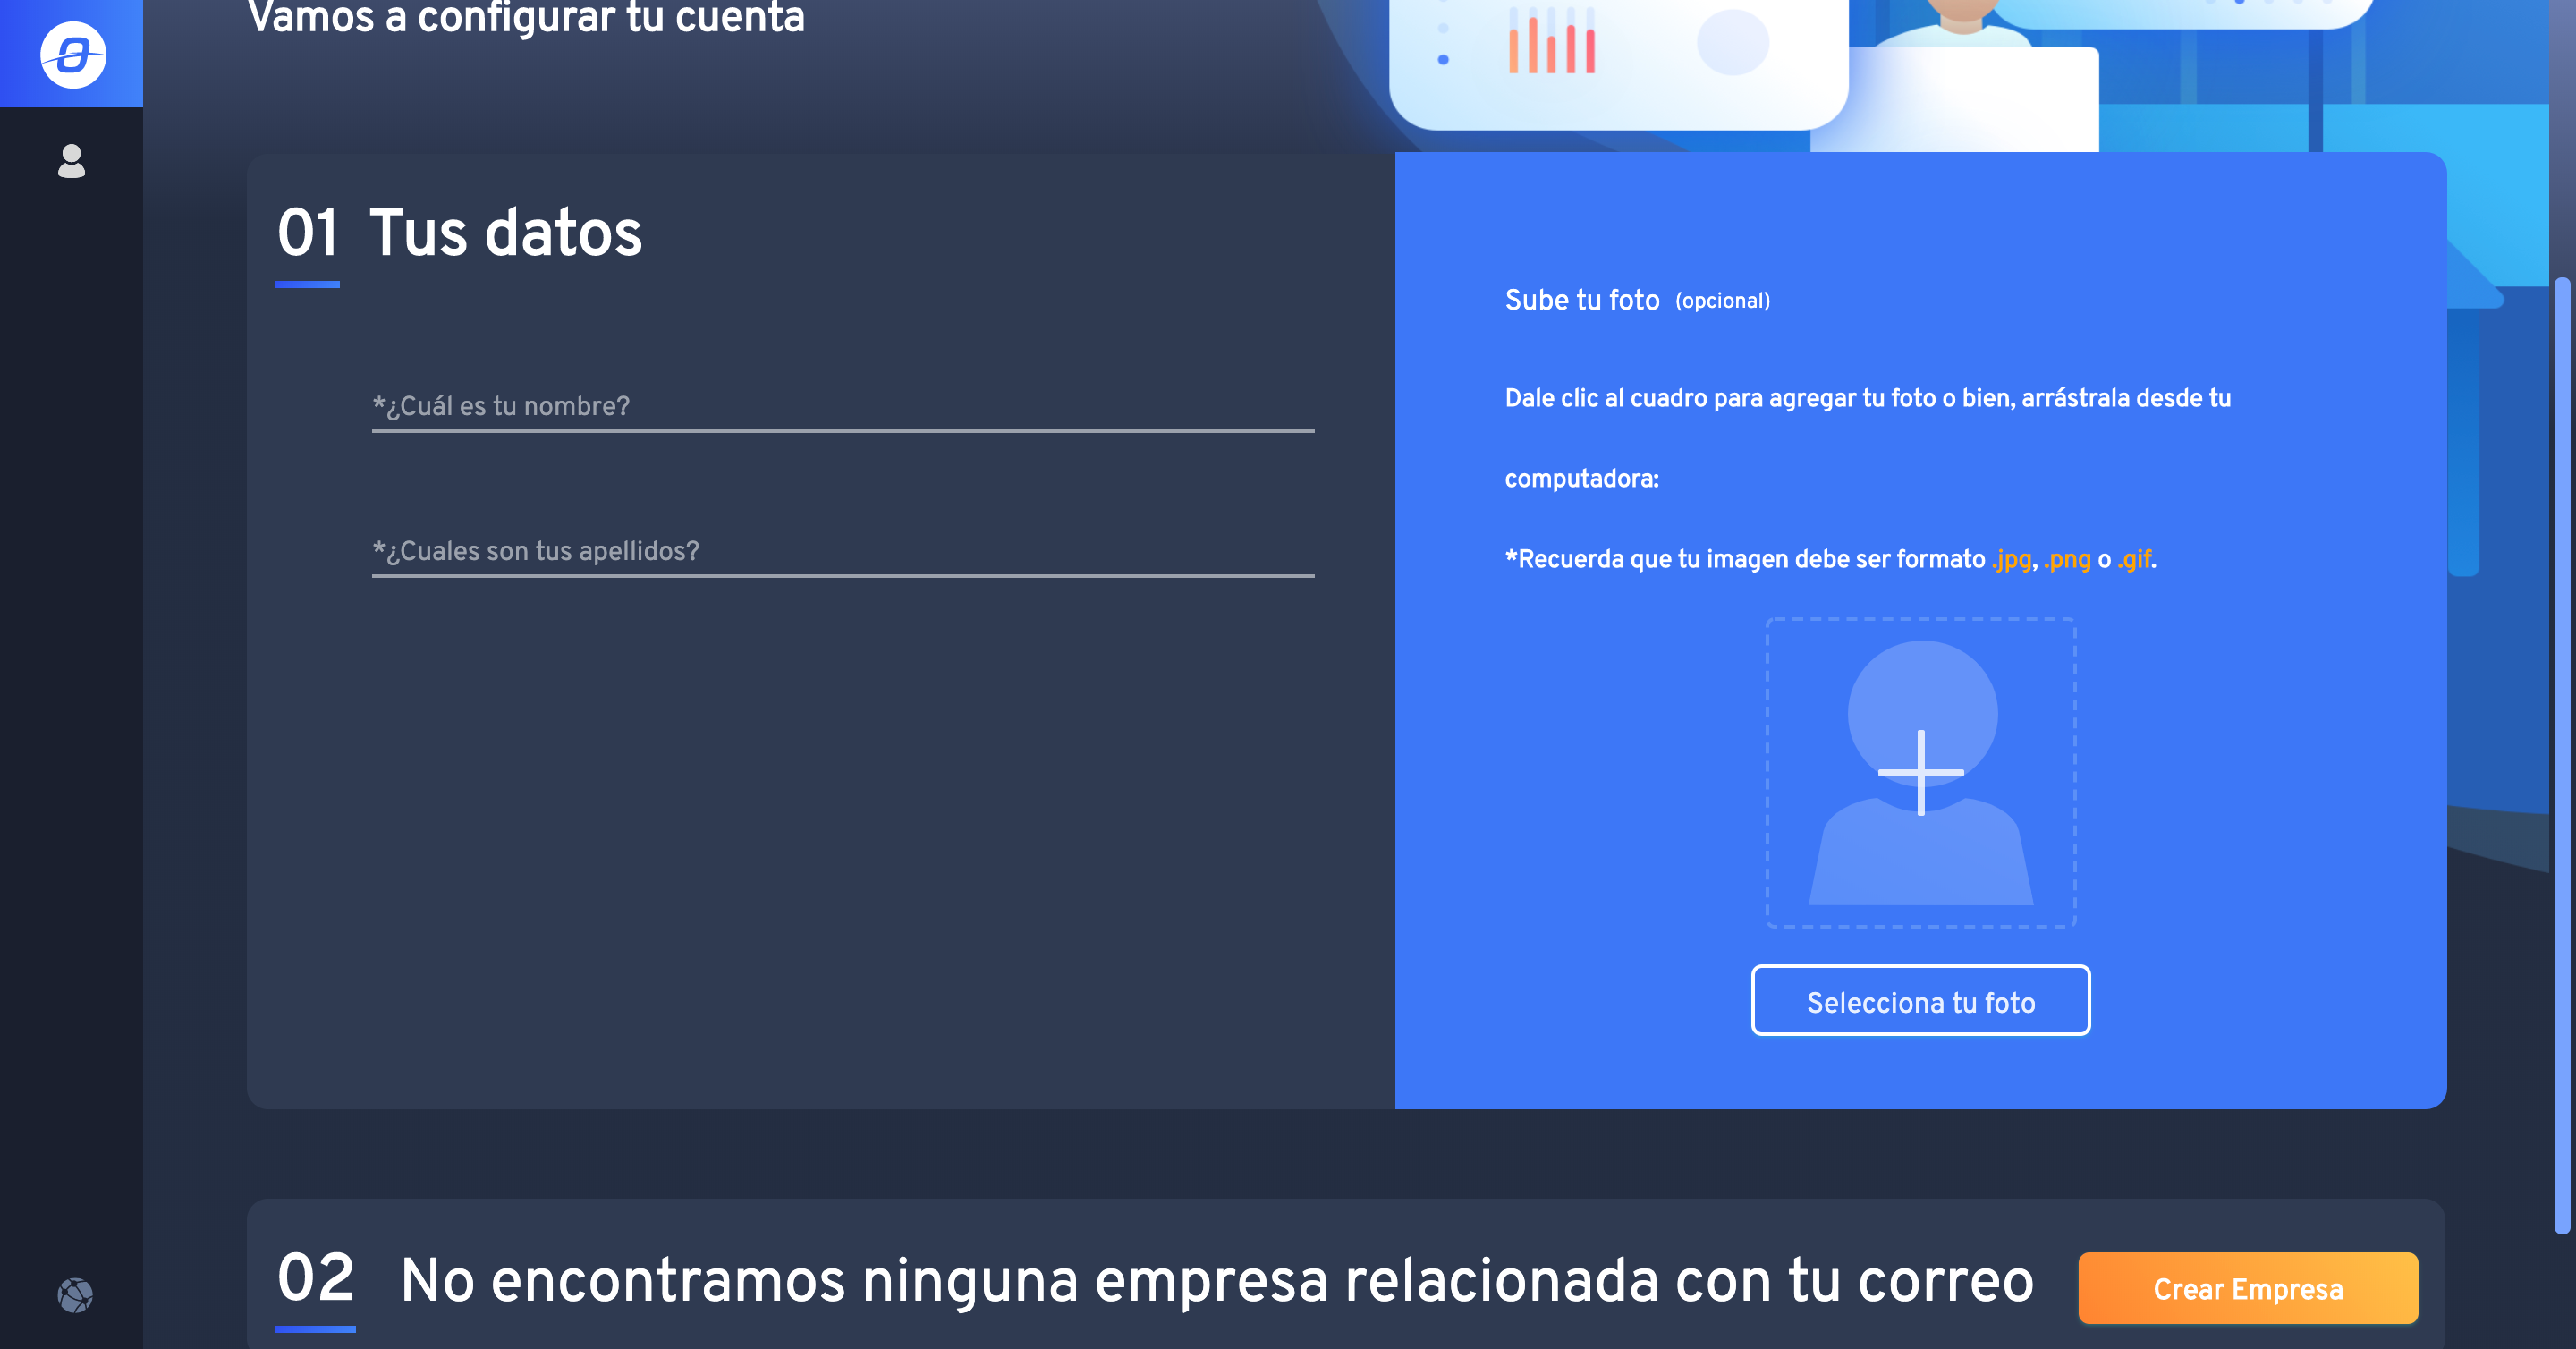 Vamos a configurar tu cuenta
01 Tus datos
*¿Cuál es tu nombre?
*¿Cuales son tus apellidos?
Sube tu foto (opcional)
Dale clic al cuadro para agregar tu foto o bien, arrástrala desde tu
computadora:
*Recuerda que tu imagen debe ser formato .jpg, .png o .gif.
Selecciona tu foto
02 No encontramos ninguna empresa relacionada con tu correo
Crear Empresa